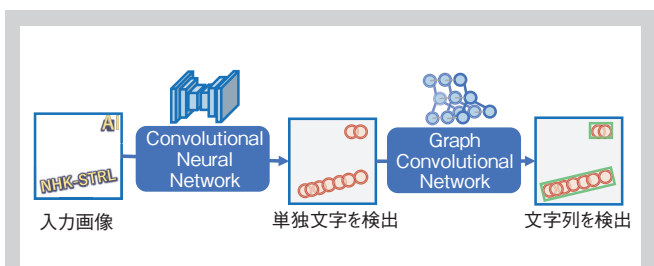 AI
NHK-STRL
入力画像
Convolutional
Neural
Network
単独文字を検出
Graph
Convolutional
Network
文字列を検出